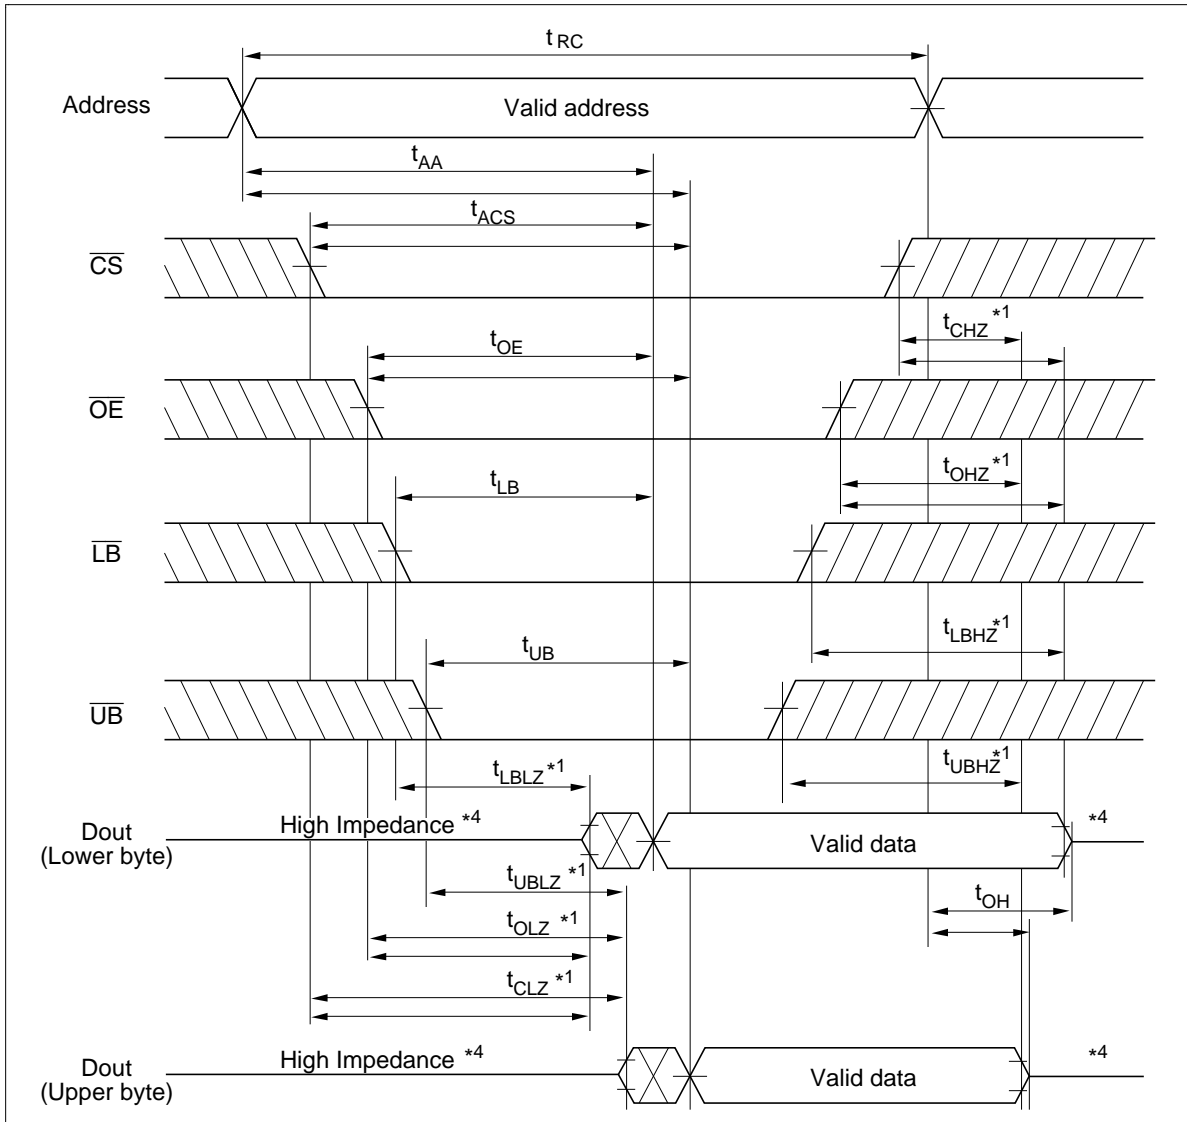 t RC
Address
Valid address
tAA
tACS
CS
tCHZ *1
tOE
OE
tOHZ *1
tLB
LB
tLBHZ*1
tUB
UB
tUBHZ*1
tLBLZ*1
High Impedance *4
*4
Dout
(Lower byte)
Valid data
tUBLZ *1
tOH
tOLZ *1
tCLZ *1
High Impedance *4
*4
Dout
(Upper byte)
Valid data